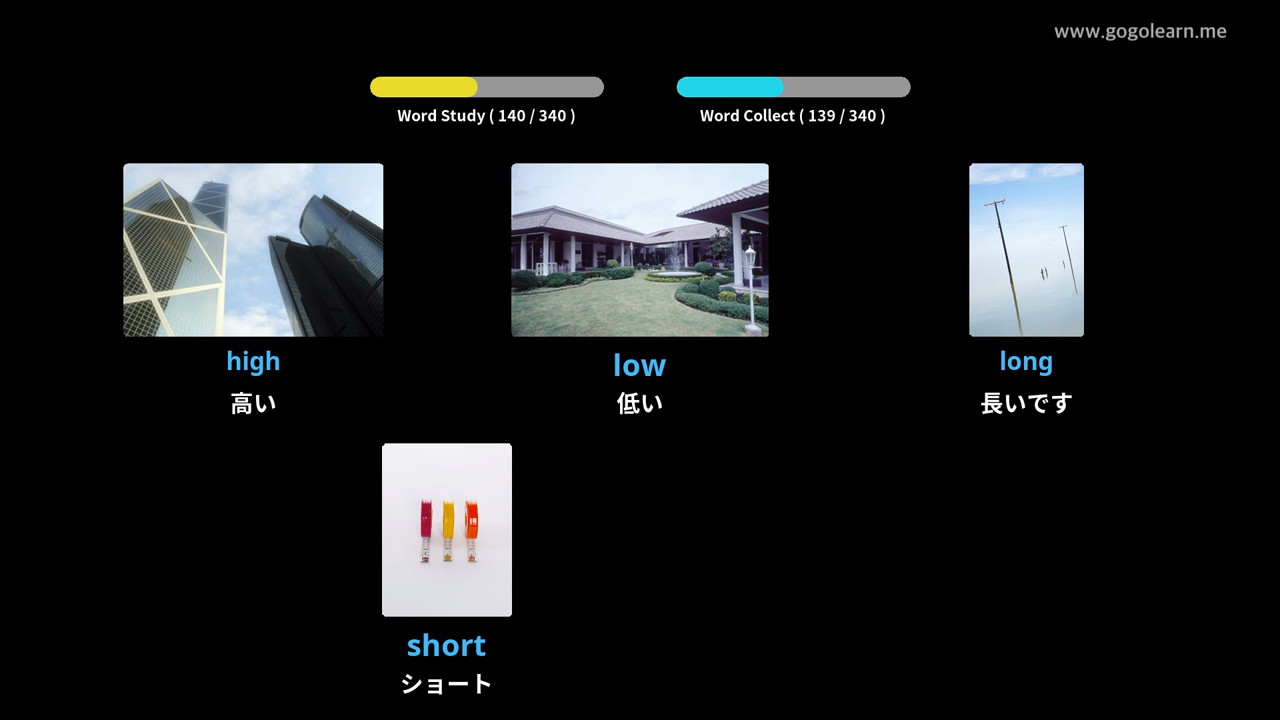 www.gogolearn.me
Word Study ( 140 / 340 )
Word Collect ( 139 / 340 )
high
高い
low
低い
long
長いです
short
ショート